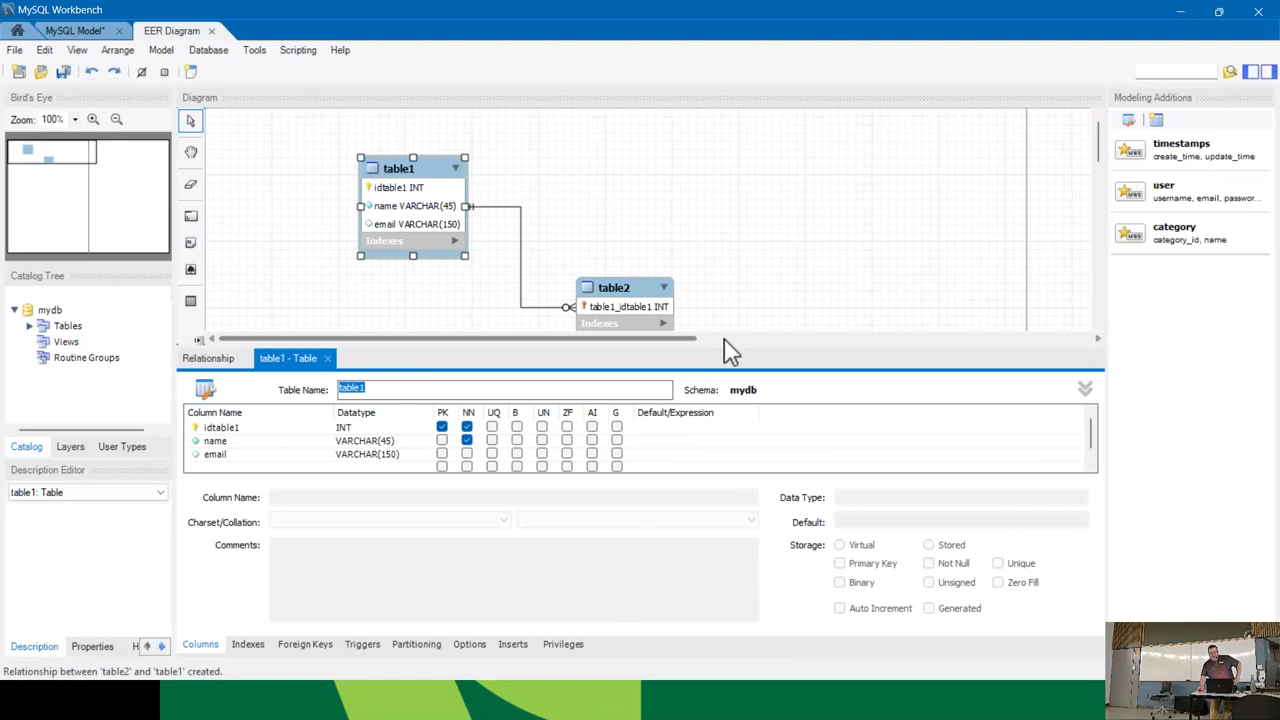 MySQL Workbench
MySQL Model*
EER Diagram
File Edit View Arrange Model Database Tools Scripting Help
Bird's Eye
Zoom: 100%
Diagram
table1
idtable1 INT
name VARCHAR(45)
email VARCHAR(150)
Indexes
table2
table1_idtable1 INT
Indexes
Modeling Additions
timestamps
create_time, update_time
user
username, email, passwor...
category
category_id, name
Catalog Tree
mydb
Tables
Views
Routine Groups
Catalog Layers User Types
Description Editor
table1: Table
Description Properties H
Relationship table1 - Table
Table Name: table1 Schema: mydb
Column Name Datatype PK NN UQ B UN ZF AI G Default/Expression
idtable1 INT
name VARCHAR(45)
email VARCHAR(150)
Column Name: Data Type:
Charset/Collation: Default:
Comments: Storage: Virtual Stored
Primary Key Not Null Unique
Binary Unsigned Zero Fill
Auto Increment Generated
Columns Indexes Foreign Keys Triggers Partitioning Options Inserts Privileges
Relationship between 'table2' and 'table1' created.